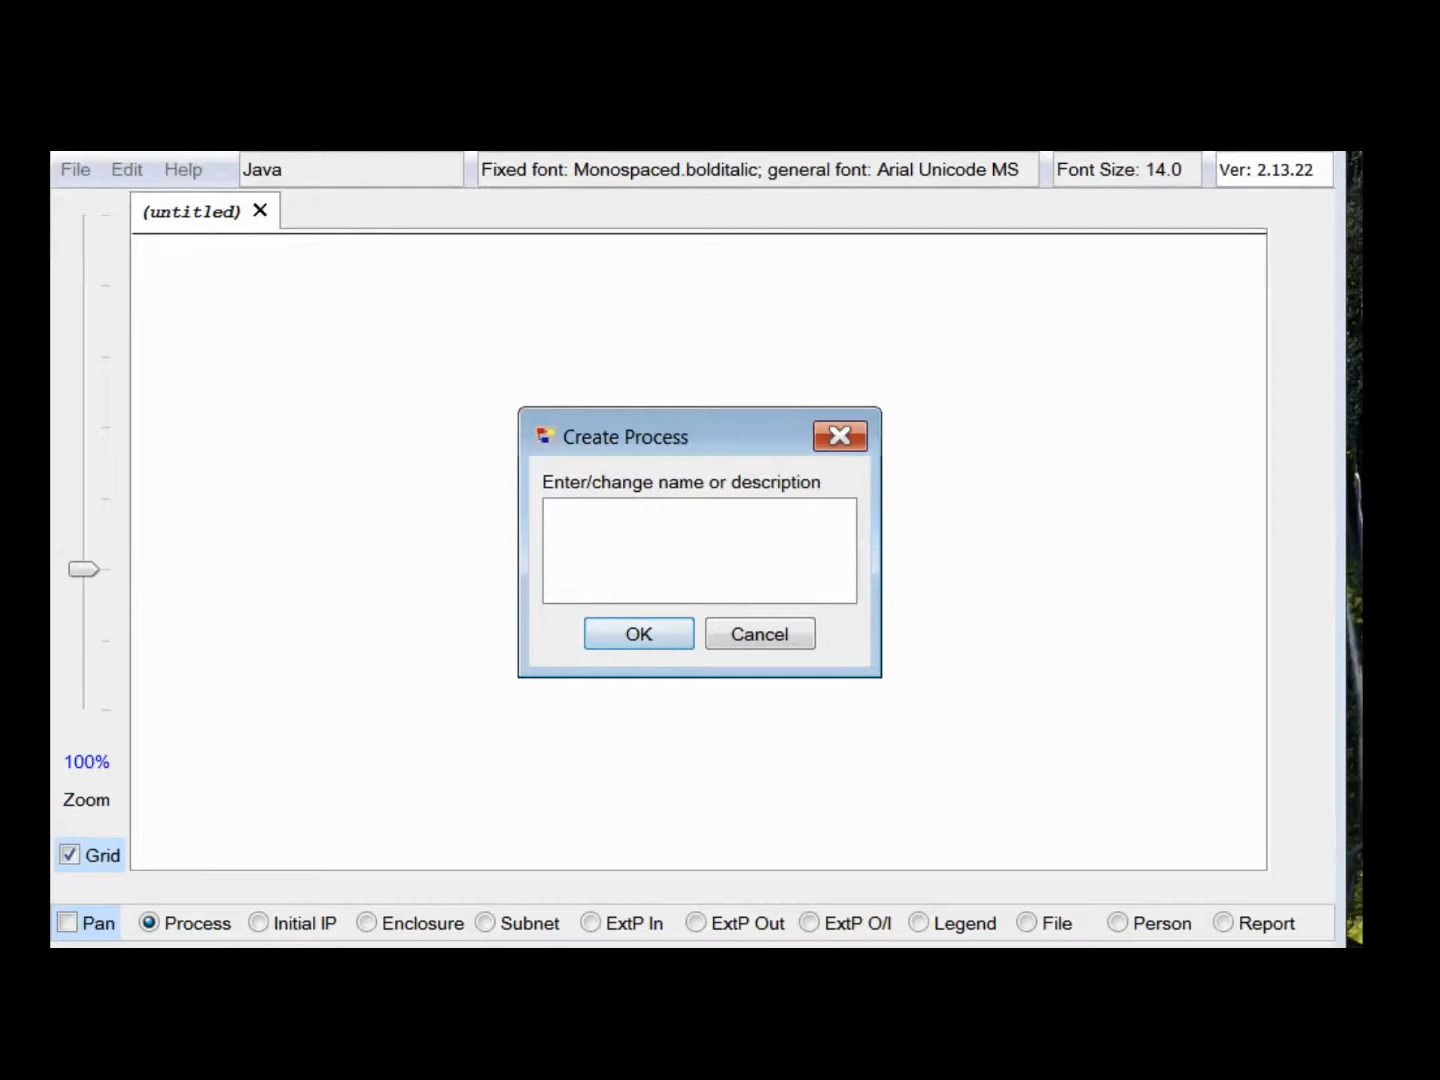 File Edit Help Java Fixed font: Monospaced.bolditalic; general font: Arial Unicode MS Font Size: 14.0 Ver: 2.13.22
(untitled)
Create Process
Enter/change name or description
OK Cancel
100%
Zoom
Grid
Pan Process Initial IP Enclosure Subnet ExtP In ExtP Out ExtP O/I Legend File Person Report